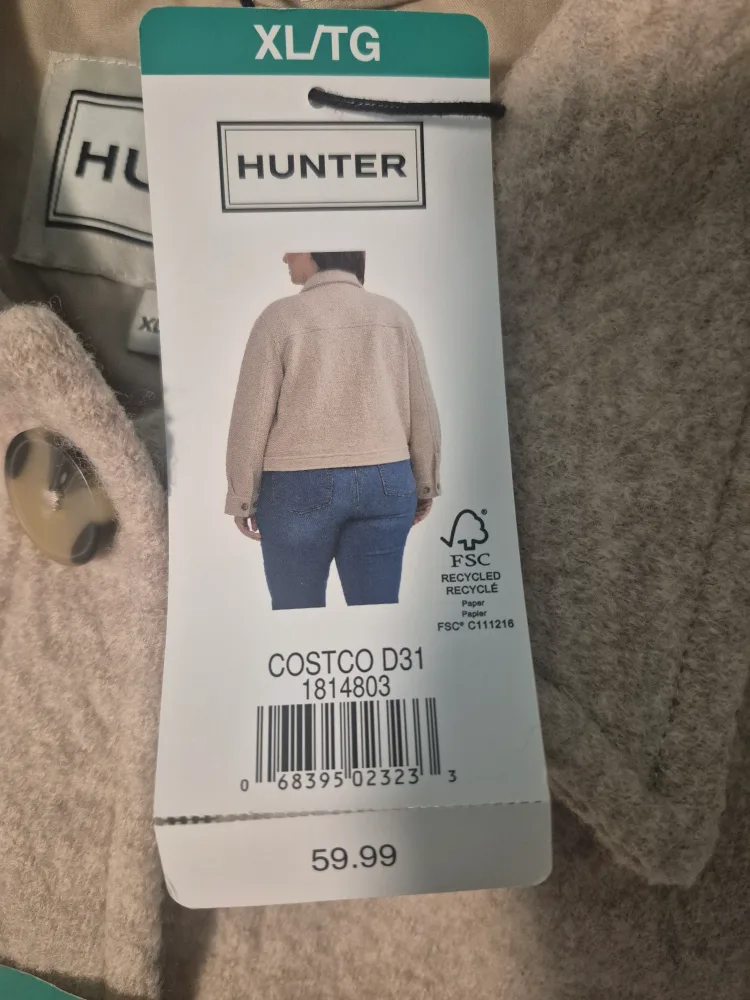 XL/TG
HUNTER
HU
XL
FSC®
RECYCLED
RECYCLÉ
Paper
Papier
FSC® C111216
COSTCO D31
1814803
0 68395 02323 3
59.99